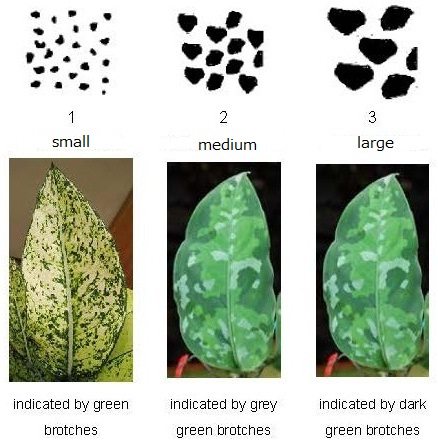 1 2 3
small medium large
indicated by green indicated by grey indicated by dark
brotches green brotches green brotches